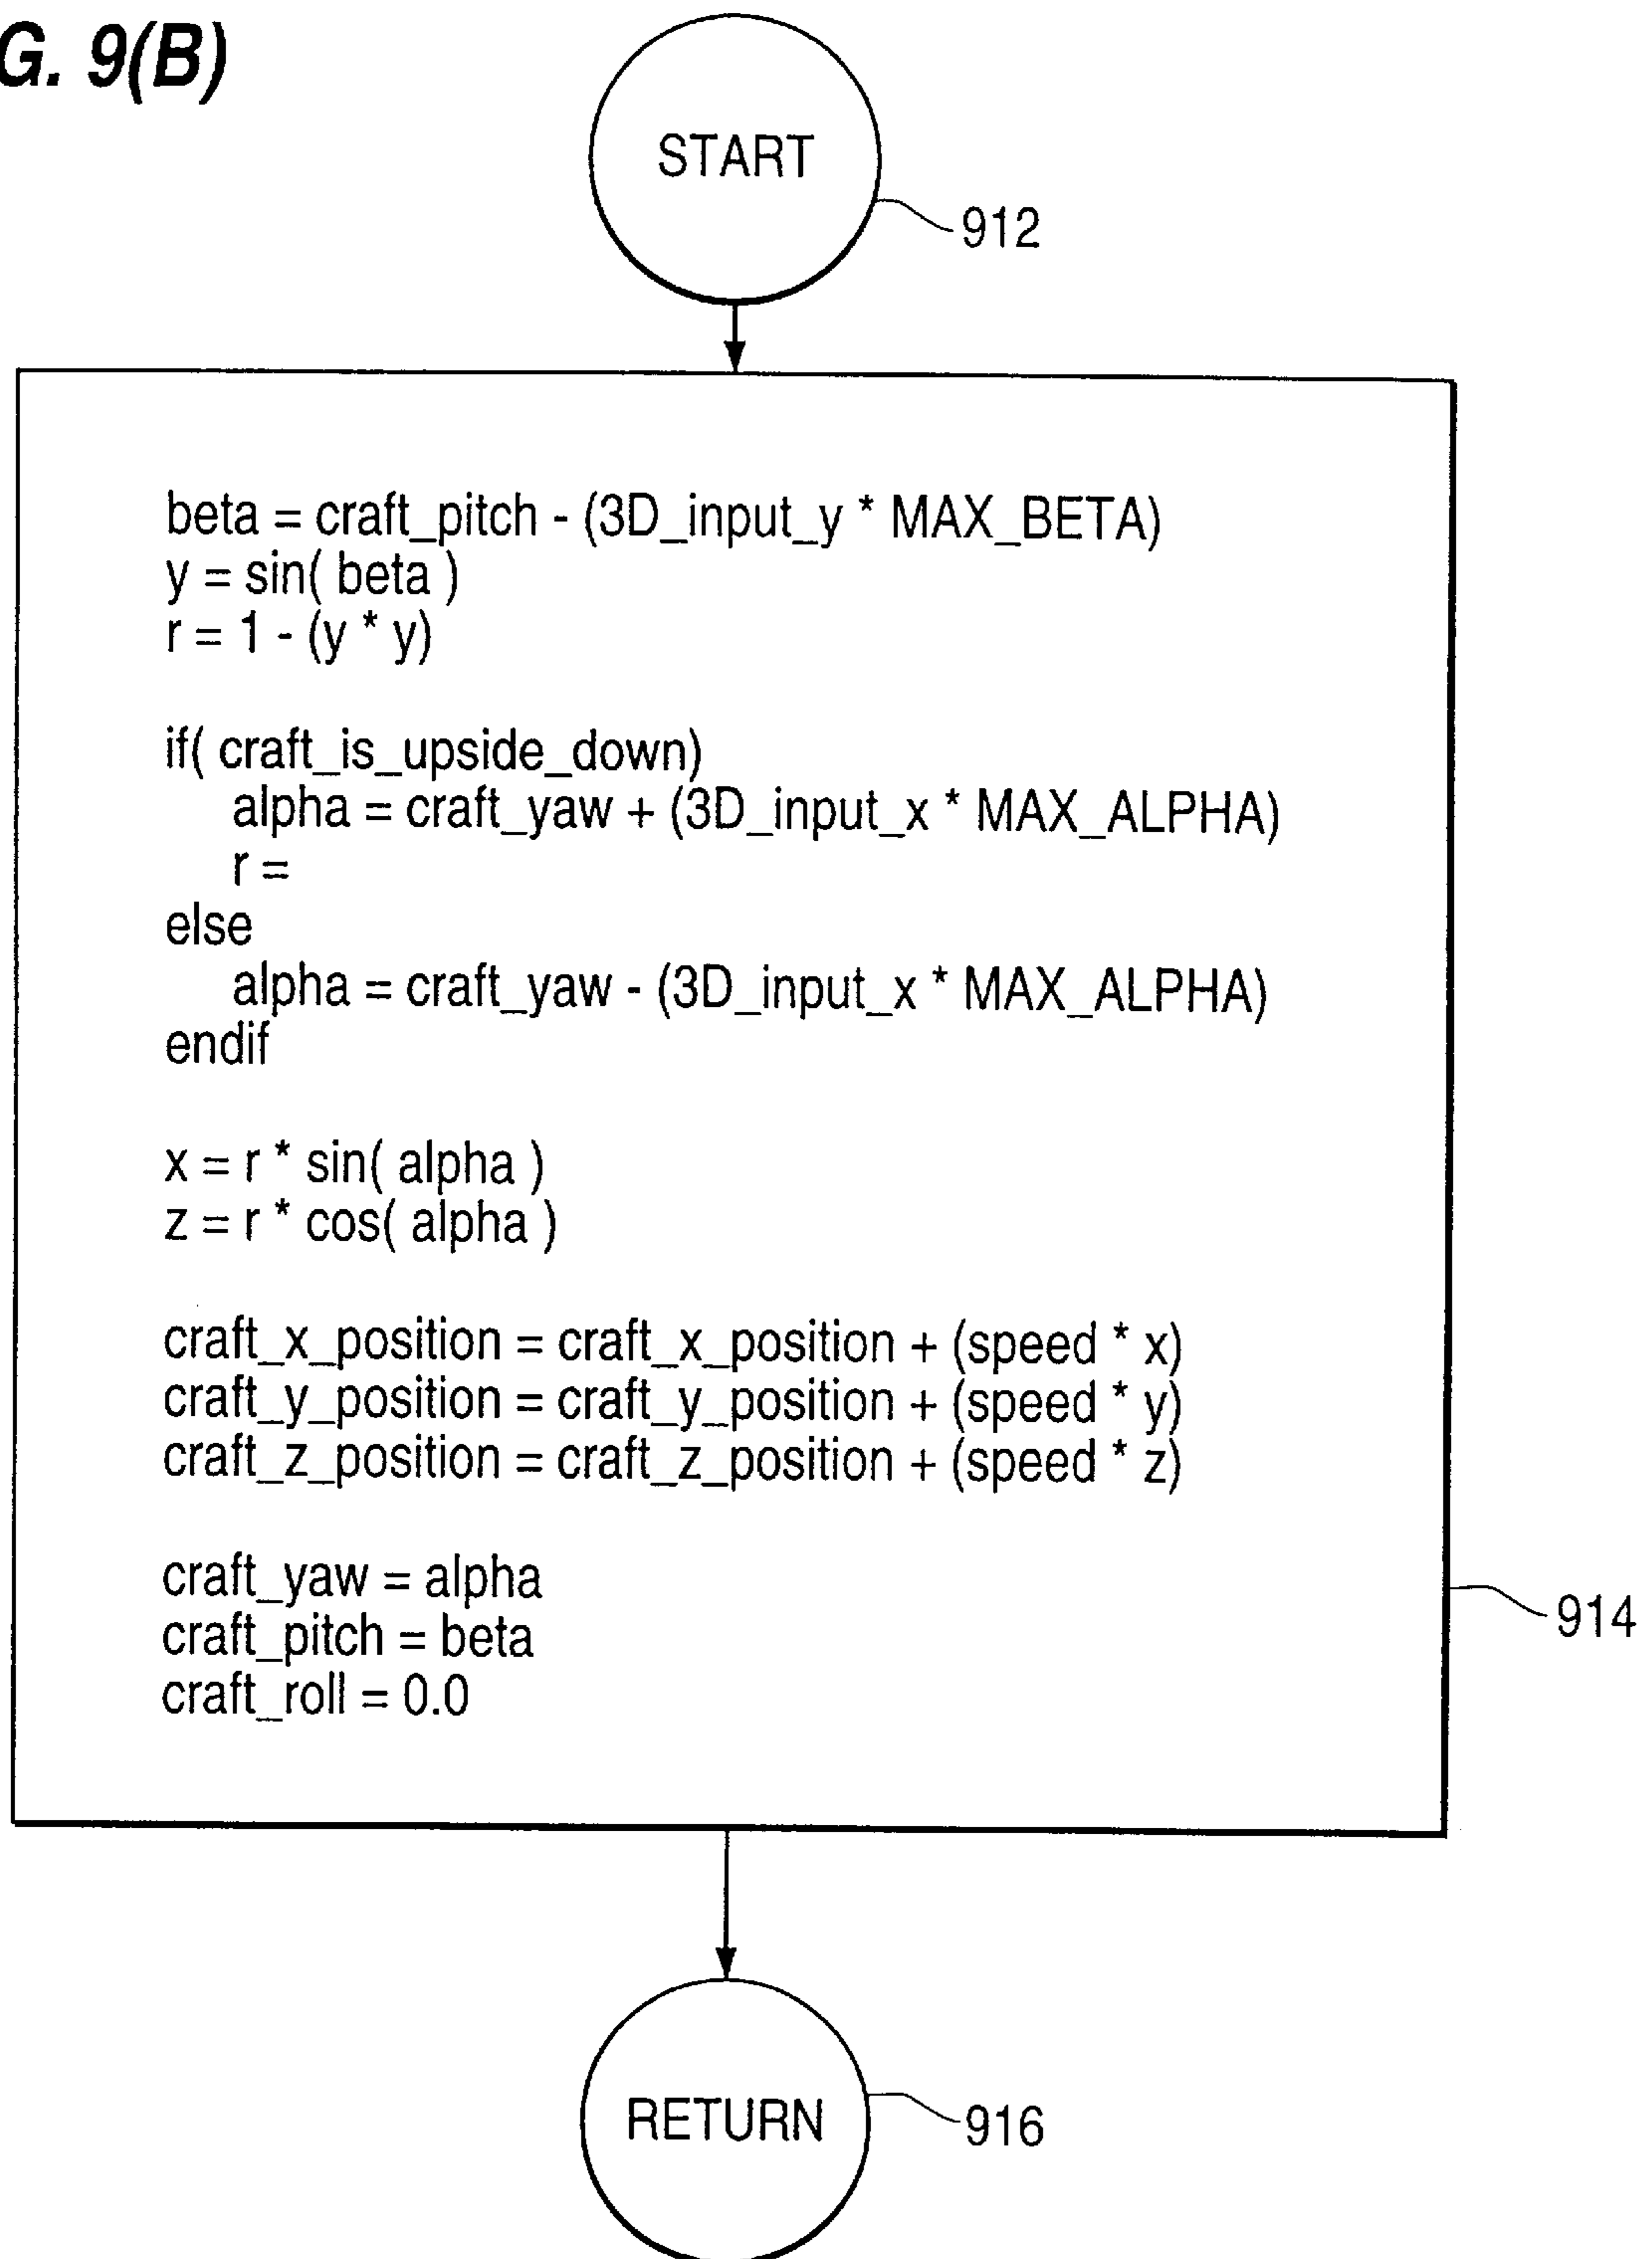 G. 9(B)
START
912
beta = craft_pitch - (3D_input_y * MAX_BETA)
y = sin( beta )
r = 1 - (y * y)
if( craft_is_upside_down)
alpha = craft_yaw + (3D_input_x * MAX_ALPHA)
r =
else
alpha = craft_yaw - (3D_input_x * MAX_ALPHA)
endif
x = r * sin( alpha )
z = r * cos( alpha )
craft_x_position = craft_x_position + (speed * x)
craft_y_position = craft_y_position + (speed * y)
craft_z_position = craft_z_position + (speed * z)
craft_yaw = alpha
craft_pitch = beta
craft_roll = 0.0
914
RETURN
916